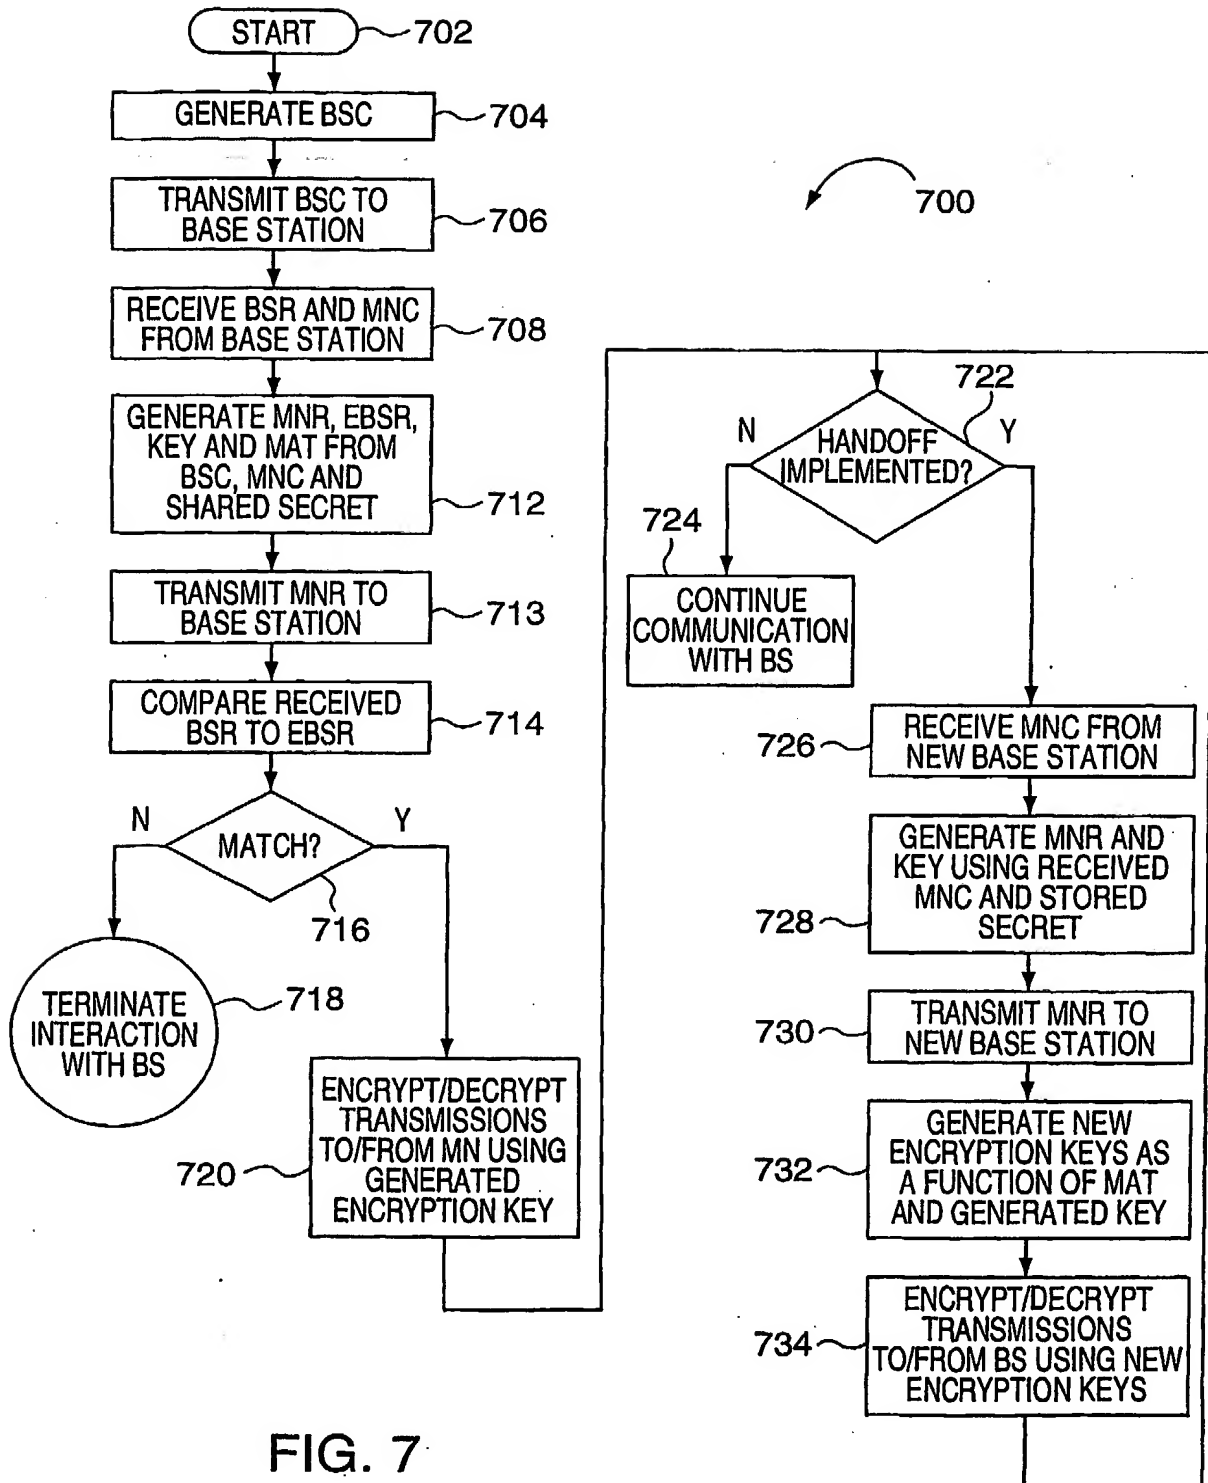 START
702
GENERATE BSC
704
TRANSMIT BSC TO
BASE STATION
706
RECEIVE BSR AND MNC
FROM BASE STATION
708
GENERATE MNR, EBSR,
KEY AND MAT FROM
BSC, MNC AND
SHARED SECRET
712
TRANSMIT MNR TO
BASE STATION
713
COMPARE RECEIVED
BSR TO EBSR
714
N
Y
MATCH?
716
TERMINATE
INTERACTION
WITH BS
718
ENCRYPT/DECRYPT
TRANSMISSIONS
TO/FROM MN USING
GENERATED
ENCRYPTION KEY
720
700
722
N
Y
HANDOFF
IMPLEMENTED?
724
CONTINUE
COMMUNICATION
WITH BS
726
RECEIVE MNC FROM
NEW BASE STATION
GENERATE MNR AND
KEY USING RECEIVED
MNC AND STORED
SECRET
728
730
TRANSMIT MNR TO
NEW BASE STATION
GENERATE NEW
ENCRYPTION KEYS AS
A FUNCTION OF MAT
AND GENERATED KEY
732
ENCRYPT/DECRYPT
TRANSMISSIONS
TO/FROM BS USING NEW
ENCRYPTION KEYS
734
FIG. 7